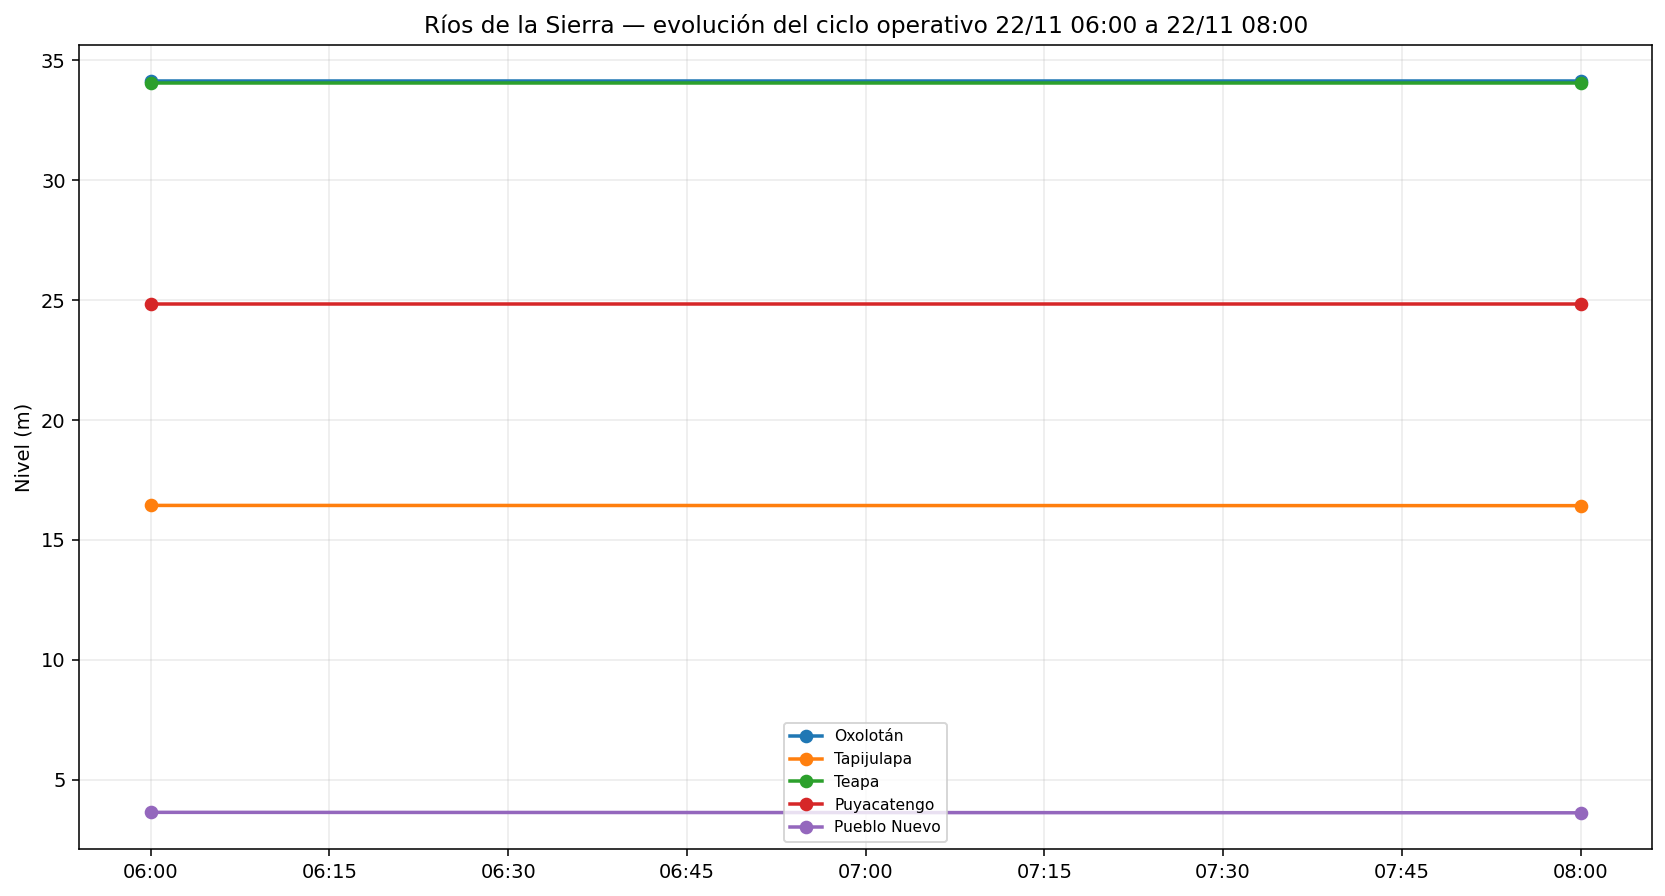 Ríos de la Sierra — evolución del ciclo operativo 22/11 06:00 a 22/11 08:00
Nivel (m)
35
30
25
20
15
10
5
Oxolotán
Tapijulapa
Teapa
Puyacatengo
Pueblo Nuevo
06:00 06:15 06:30 06:45 07:00 07:15 07:30 07:45 08:00